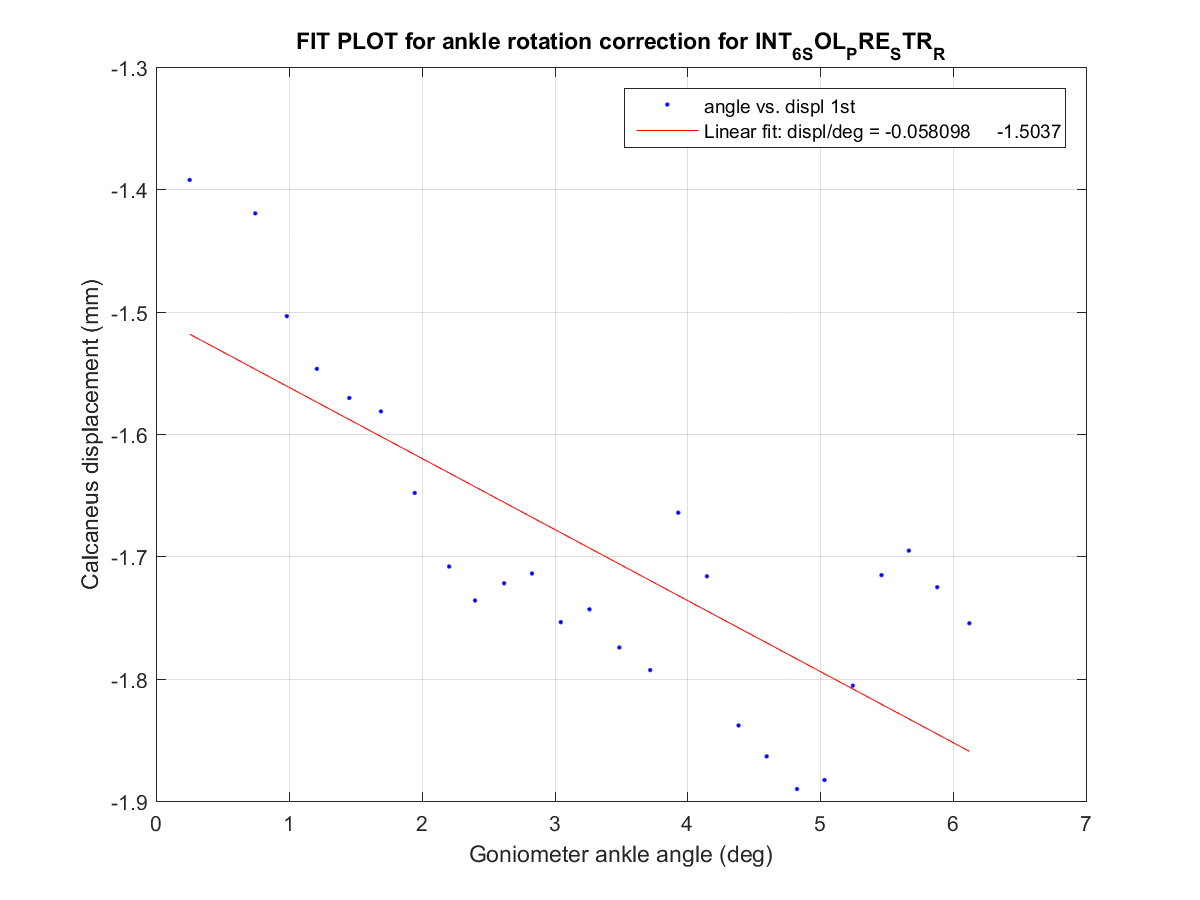 FIT PLOT for ankle rotation correction for INT6SOLPRESTRR
angle vs. displ 1st
Linear fit: displ/deg = -0.058098 -1.5037
-1.3
-1.4
-1.5
-1.6
-1.7
-1.8
-1.9
Calcaneus displacement (mm)
0 1 2 3 4 5 6 7
Goniometer ankle angle (deg)